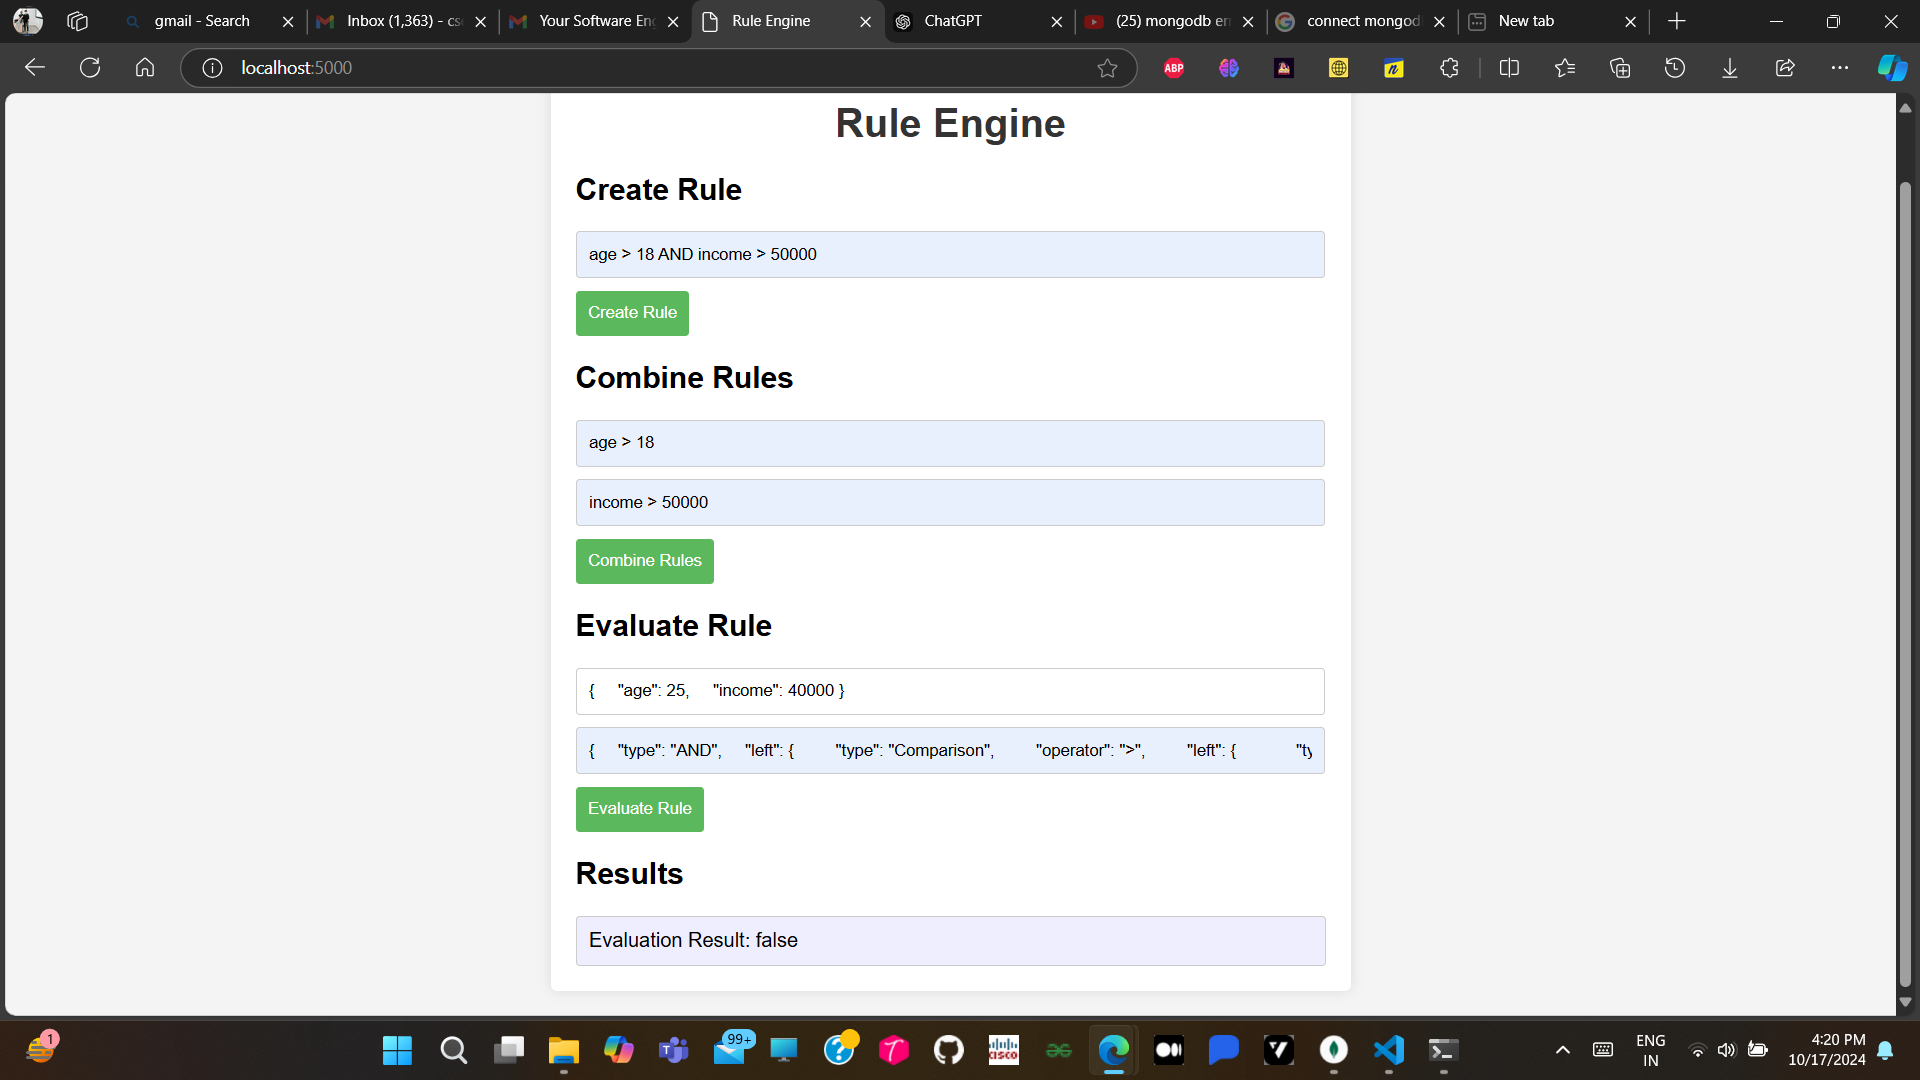 gmail - Search
Inbox (1,363) - cs
Your Software En
Rule Engine
ChatGPT
(25) mongodb er
connect mongod
New tab
localhost:5000
ABP
n
Rule Engine
Create Rule
age > 18 AND income > 50000
Create Rule
Combine Rules
age > 18
income > 50000
Combine Rules
Evaluate Rule
{ "age": 25, "income": 40000 }
{ "type": "AND", "left": { "type": "Comparison", "operator": ">", "left": { "ty
Evaluate Rule
Results
Evaluation Result: false
1
99+
CISCO
ENG
IN
4:20 PM
10/17/2024